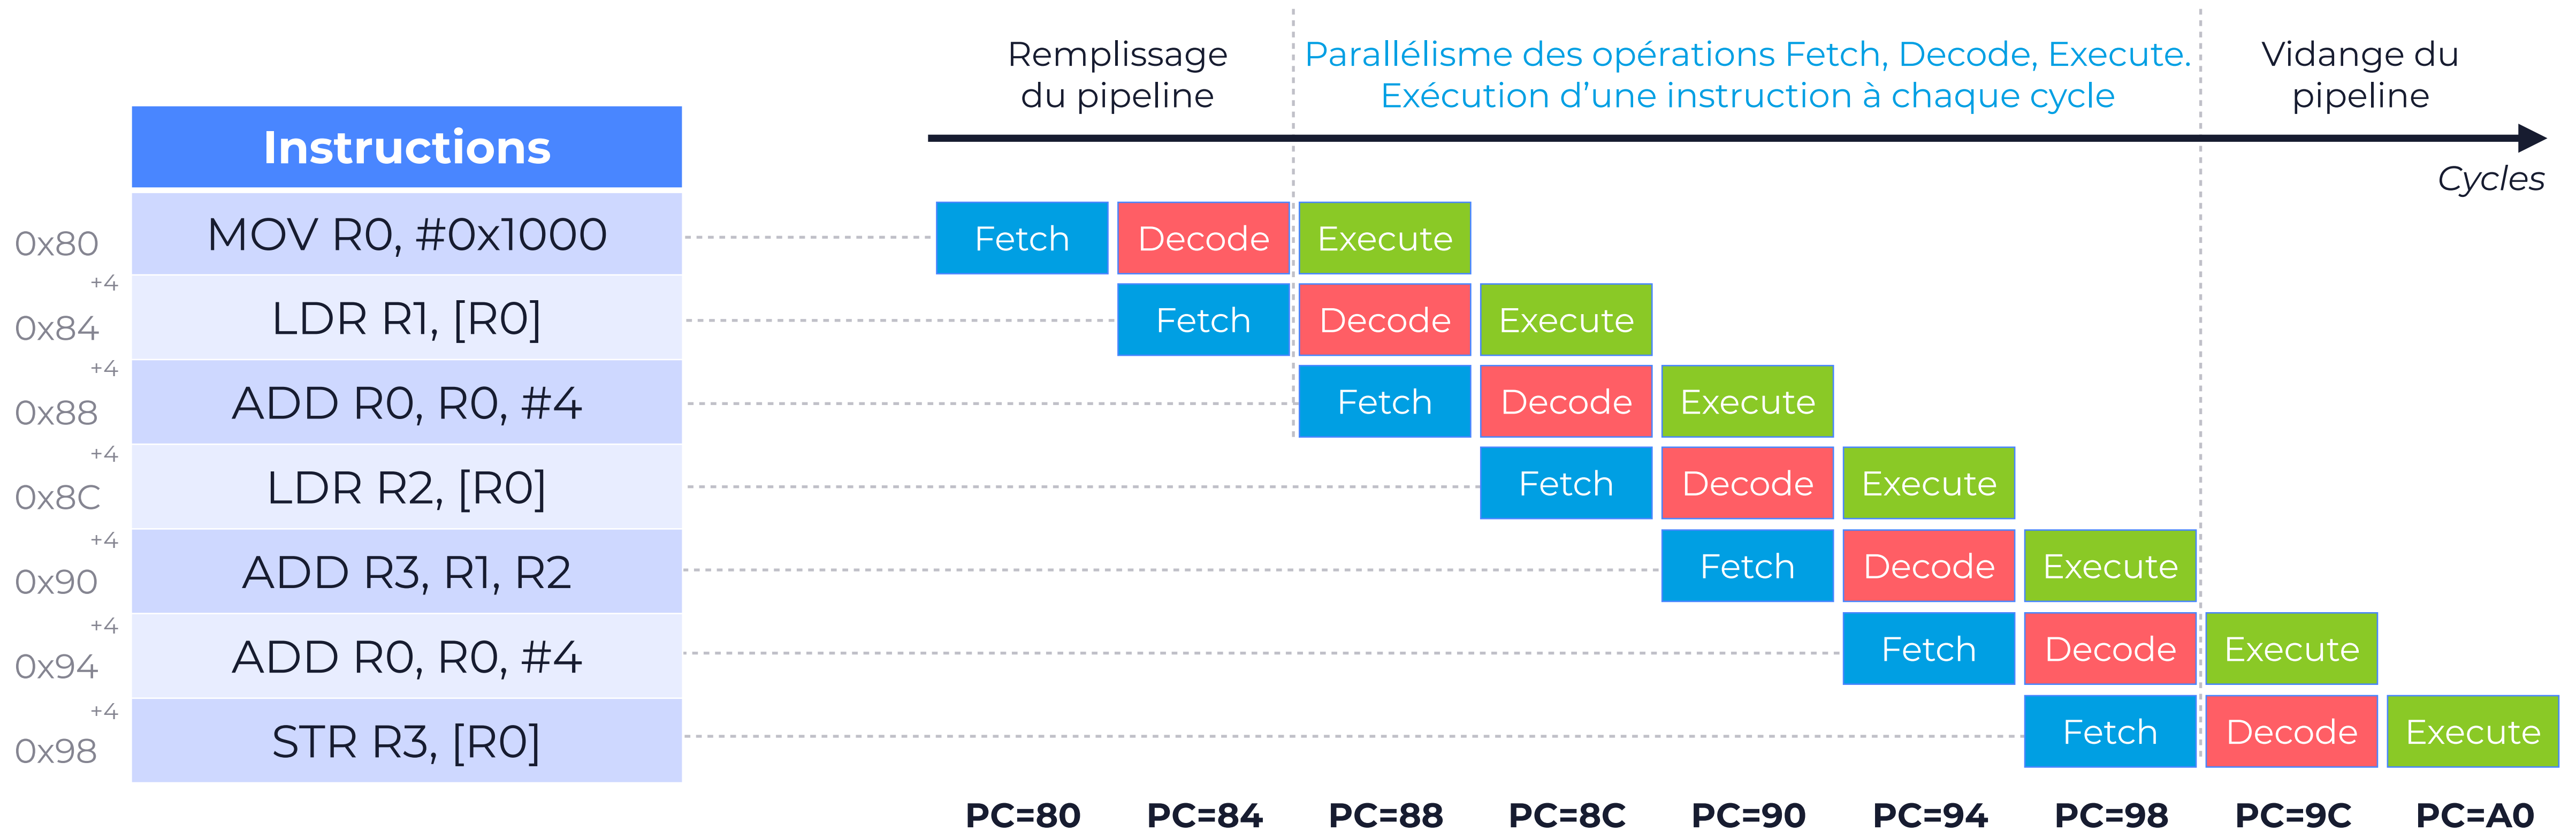 Remplissage
du pipeline
Parallélisme des opérations Fetch, Decode, Execute.
Exécution d’une instruction à chaque cycle
Vidange du
pipeline
Cycles
Instructions
0x80 MOV R0, #0x1000 Fetch Decode Execute
+4
0x84 LDR R1, [R0] Fetch Decode Execute
+4
0x88 ADD R0, R0, #4 Fetch Decode Execute
+4
0x8C LDR R2, [R0] Fetch Decode Execute
+4
0x90 ADD R3, R1, R2 Fetch Decode Execute
+4
0x94 ADD R0, R0, #4 Fetch Decode Execute
+4
0x98 STR R3, [R0] Fetch Decode Execute
PC=80 PC=84 PC=88 PC=8C PC=90 PC=94 PC=98 PC=9C PC=A0